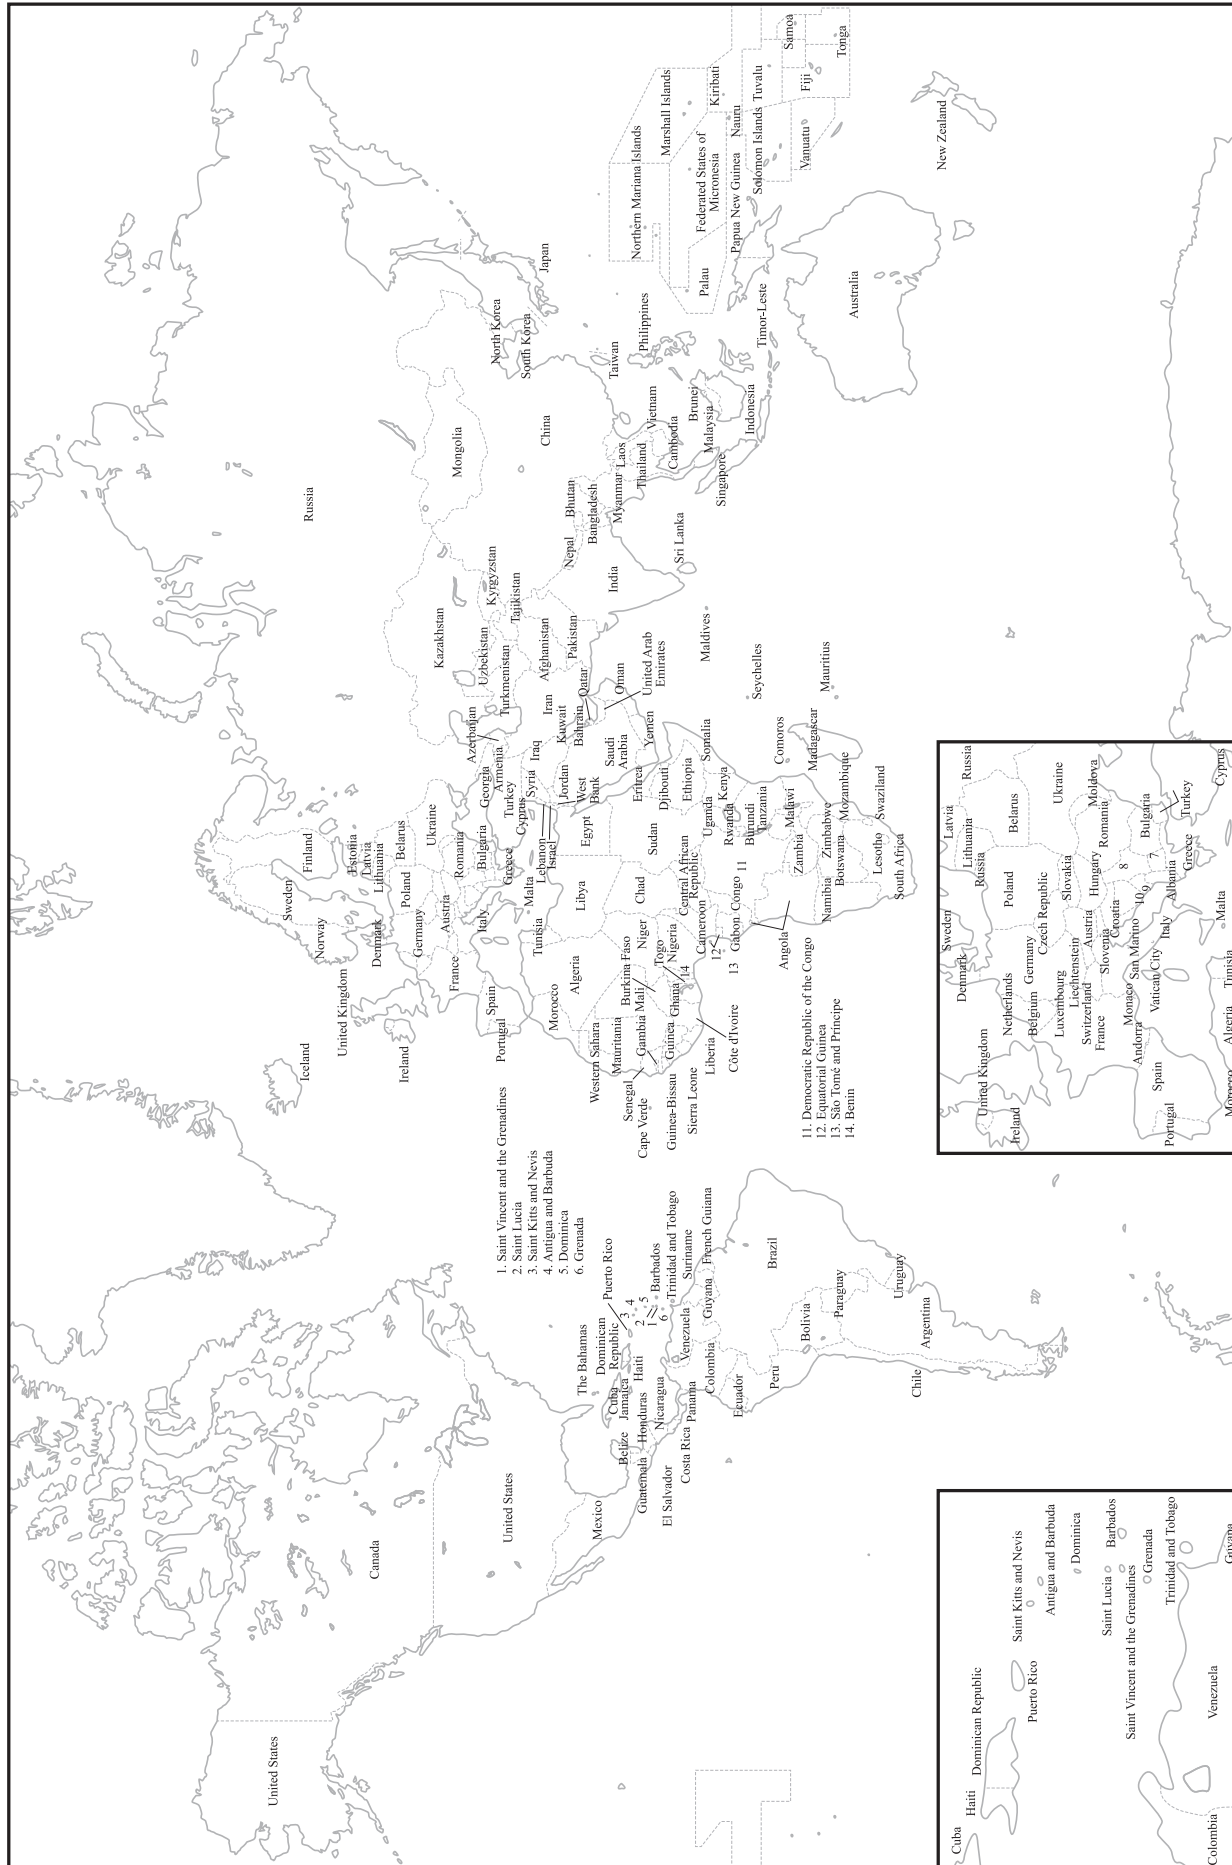 Russia
Iceland
Norway
Sweden
Finland
United Kingdom
Ireland
Denmark
Estonia
Latvia
Lithuania
Belarus
Poland
Germany
Ukraine
France
Austria
Romania
Italy
Bulgaria
Spain
Portugal
Greece
Georgia
Azerbaijan
Armenia
Turkey
Cyprus
Syria
Lebanon
Israel
Iraq
Jordan
West
Bank
Kazakhstan
Uzbekistan
Kyrgyzstan
Turkmenistan
Tajikistan
Afghanistan
Iran
Kuwait
Bahrain
Qatar
Pakistan
Saudi
Arabia
Oman
United Arab
Emirates
Yemen
Mongolia
China
North Korea
South Korea
Japan
Nepal
Bhutan
Bangladesh
India
Myanmar
Laos
Thailand
Vietnam
Cambodia
Taiwan
Philippines
Sri Lanka
Maldives
Brunei
Malaysia
Singapore
Indonesia
Timor-Leste
Palau
Northern Mariana Islands
Federated States of
Micronesia
Marshall Islands
Papua New Guinea
Nauru
Kiribati
Solomon Islands
Tuvalu
Vanuatu
Fiji
Samoa
Tonga
Australia
New Zealand
Malta
Tunisia
Morocco
Algeria
Libya
Egypt
Western Sahara
Mauritania
Mali
Burkina Faso
Niger
Chad
Sudan
Eritrea
Djibouti
Senegal
Gambia
Cape Verde
Guinea-Bissau
Guinea
Sierra Leone
Liberia
Côte d'Ivoire
Ghana
Togo
14
Nigeria
Cameroon
Central African
Republic
Ethiopia
Somalia
12
13
Gabon
Congo
11
Uganda
Kenya
Rwanda
Burundi
Tanzania
Angola
Zambia
Malawi
Comoros
Seychelles
Mauritius
Madagascar
Mozambique
Zimbabwe
Botswana
Namibia
Swaziland
Lesotho
South Africa
11. Democratic Republic of the Congo
12. Equatorial Guinea
13. São Tomé and Príncipe
14. Benin
United States
Canada
United States
Mexico
The Bahamas
Cuba
Dominican
Republic
Puerto Rico
Jamaica
Haiti
Belize
Honduras
Guatemala
El Salvador
Nicaragua
Costa Rica
Panama
3
4
2
5
1
6
Barbados
Trinidad and Tobago
Venezuela
Guyana
Suriname
French Guiana
Colombia
Ecuador
Peru
Brazil
Bolivia
Paraguay
Uruguay
Argentina
Chile
1. Saint Vincent and the Grenadines
2. Saint Lucia
3. Saint Kitts and Nevis
4. Antigua and Barbuda
5. Dominica
6. Grenada
Cuba
Haiti
Dominican Republic
Puerto Rico
Saint Kitts and Nevis
Antigua and Barbuda
Dominica
Saint Lucia
Barbados
Saint Vincent and the Grenadines
Grenada
Trinidad and Tobago
Colombia
Venezuela
Guyana
Sweden
Latvia
Denmark
Lithuania
Russia
Russia
United Kingdom
Ireland
Netherlands
Poland
Belarus
Belgium
Germany
Czech Republic
Ukraine
Luxembourg
Slovakia
Liechtenstein
Switzerland
Austria
Hungary
Moldova
France
Slovenia
Croatia
Romania
Monaco
San Marino
10
9
8
7
Andorra
Bulgaria
Vatican City
Spain
Italy
Albania
Portugal
Greece
Turkey
Morocco
Algeria
Tunisia
Malta
Cyprus